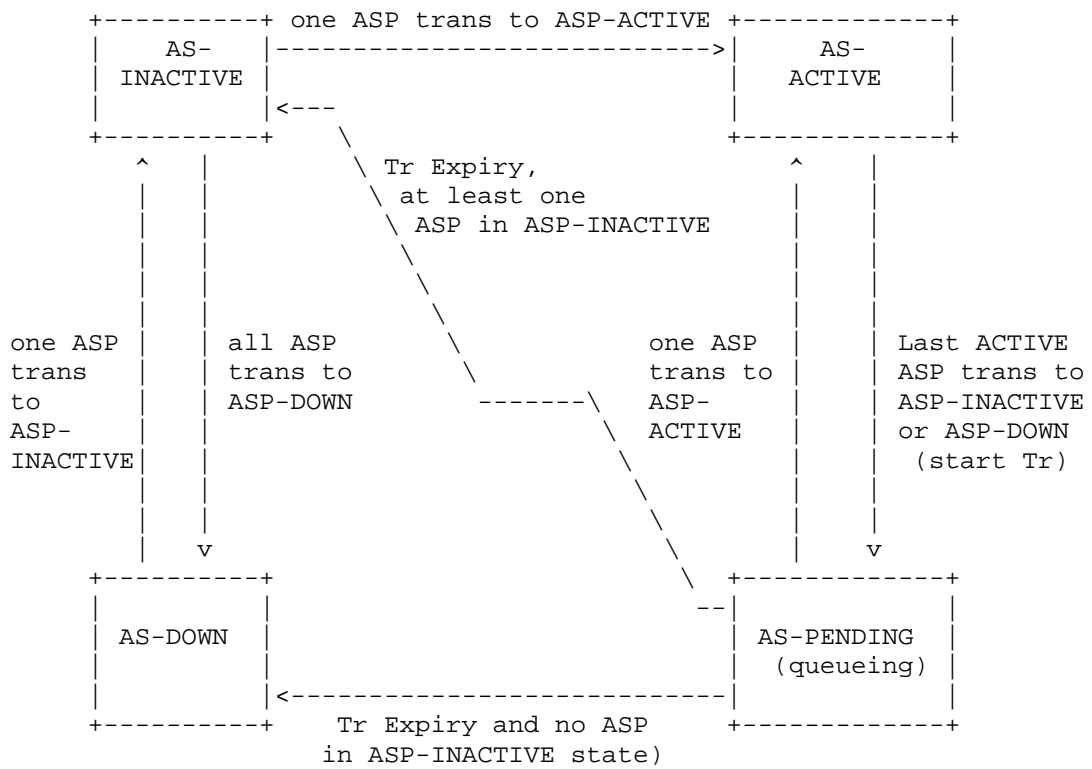 one ASP trans to ASP-ACTIVE
AS-
INACTIVE
AS-
ACTIVE
Tr Expiry,
at least one
ASP in ASP-INACTIVE
one ASP
trans
to
ASP-
INACTIVE
all ASP
trans to
ASP-DOWN
one ASP
trans to
ASP-
ACTIVE
Last ACTIVE
ASP trans to
ASP-INACTIVE
or ASP-DOWN
(start Tr)
AS-DOWN
AS-PENDING
(queueing)
Tr Expiry and no ASP
in ASP-INACTIVE state)